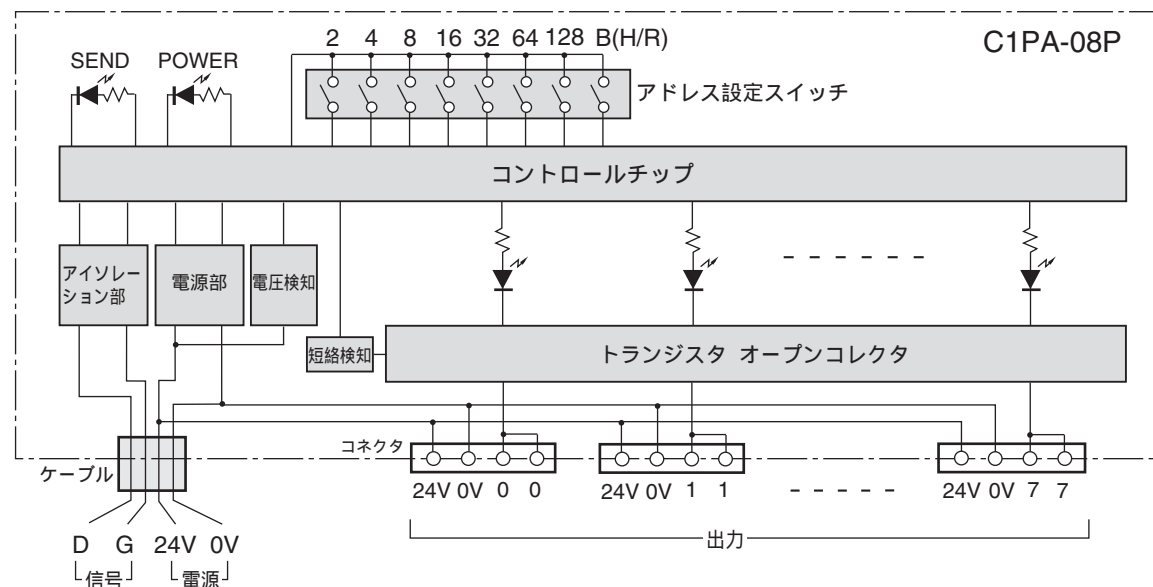 2 4 8 16 32 64 128 B(H/R)
C1PA-08P
SEND POWER
アドレス設定スイッチ
コントロールチップ
アイソレー
ション部
電源部
電圧検知
短絡検知
トランジスタ オープンコレクタ
コネクタ
ケーブル
24V 0V 0 0
24V 0V 1 1
24V 0V 7 7
D G 24V 0V
信号 電源
出力